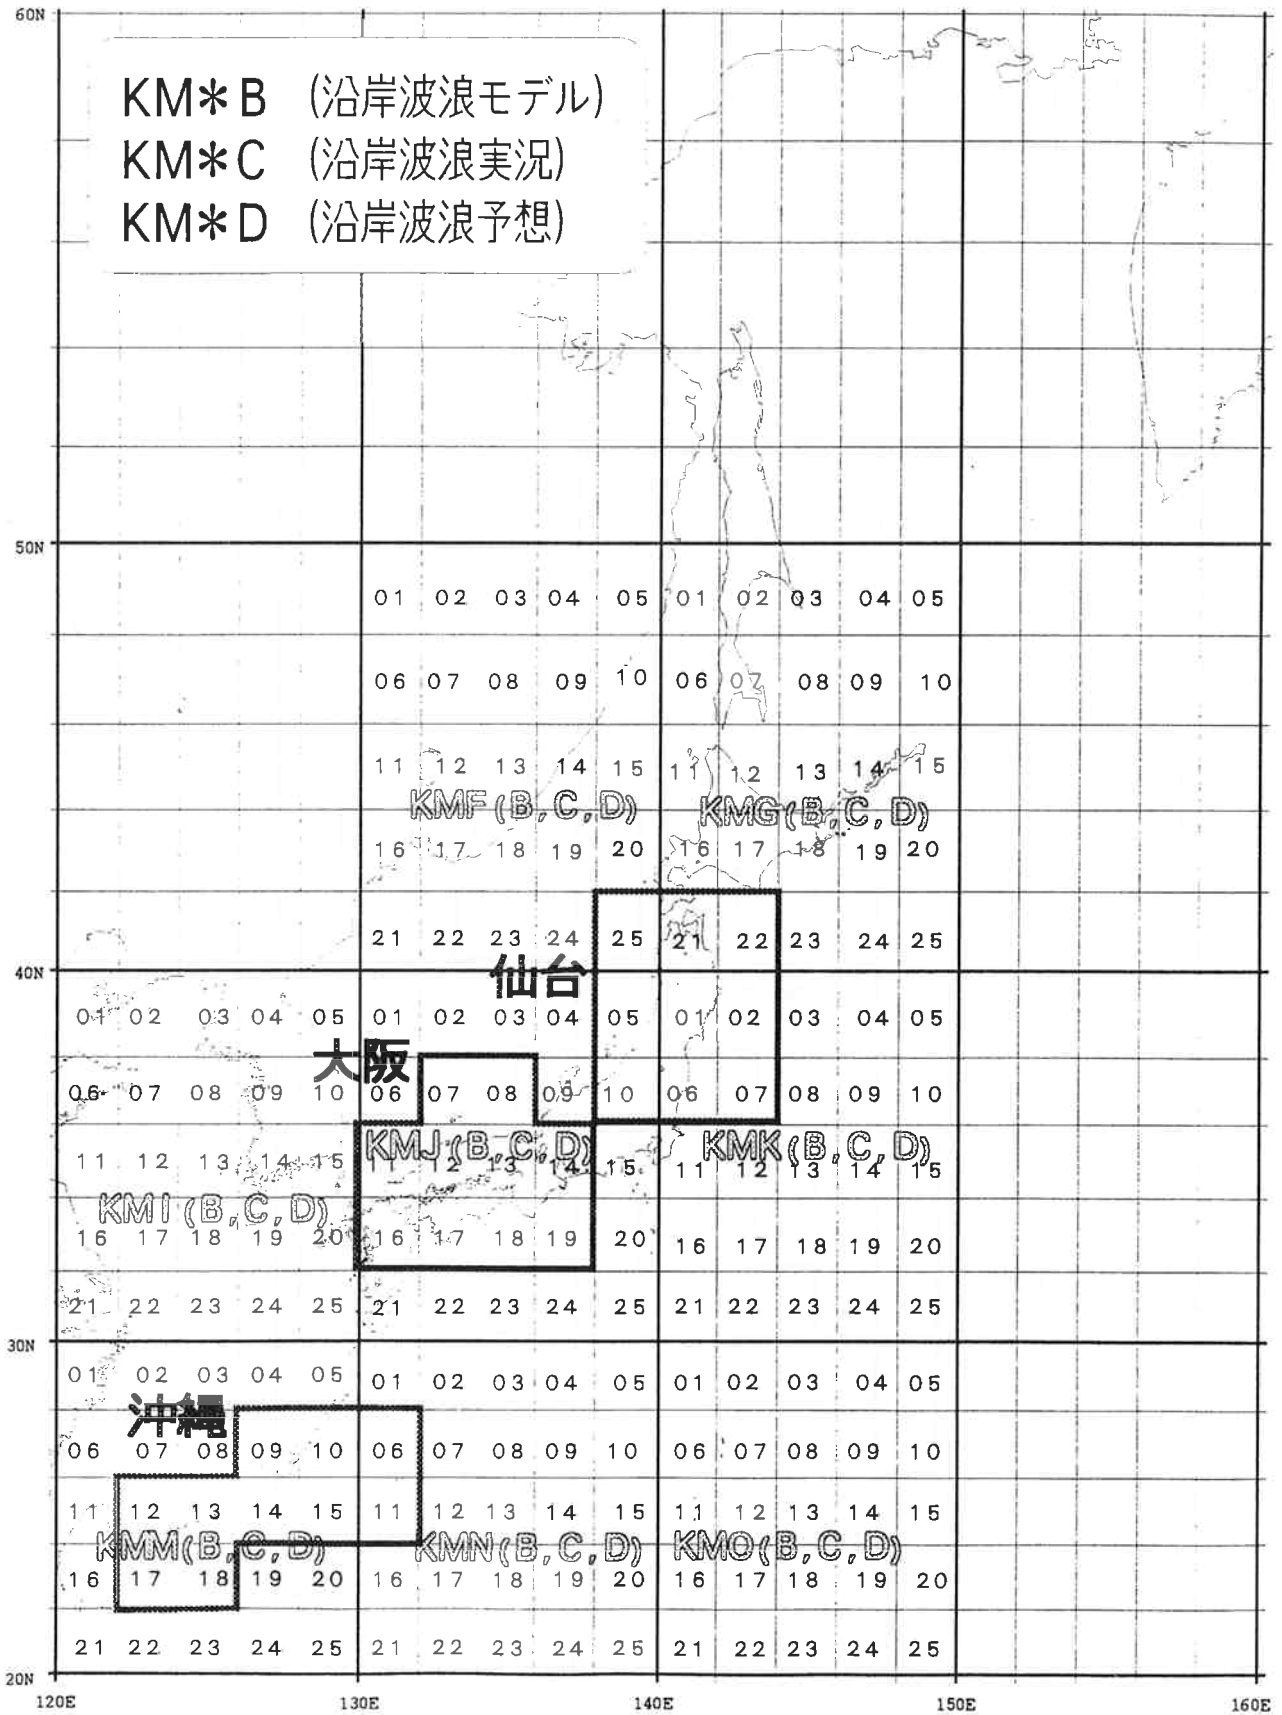 60N
KM*B (沿岸波浪モデル)
KM*C (沿岸波浪実況)
KM*D (沿岸波浪予想)
50N
01 02 03 04 05 01 02 03 04 05
06 07 08 09 10 06 07 08 09 10
11 12 13 14 15 11 12 13 14 15
KMF(B,C,D) KMG(B,C,D)
16 17 18 19 20 16 17 18 19 20
21 22 23 24 25 21 22 23 24 25
仙台
40N
01 02 03 04 05 01 02 03 04 05 01 02 03 04 05
大阪
06 07 08 09 10 06 07 08 09 10 06 07 08 09 10
KMJ(B,C,D) KMK(B,C,D)
11 12 13 14 15 11 12 13 14 15 11 12 13 14 15
KMI(B,C,D)
16 17 18 19 20 16 17 18 19 20 16 17 18 19 20
21 22 23 24 25 21 22 23 24 25 21 22 23 24 25
30N
01 02 03 04 05 01 02 03 04 05 01 02 03 04 05
沖縄
06 07 08 09 10 06 07 08 09 10 06 07 08 09 10
11 12 13 14 15 11 12 13 14 15 11 12 13 14 15
KMM(B,C,D) KMN(B,C,D) KMO(B,C,D)
16 17 18 19 20 16 17 18 19 20 16 17 18 19 20
21 22 23 24 25 21 22 23 24 25 21 22 23 24 25
20N
120E 130E 140E 150E 160E